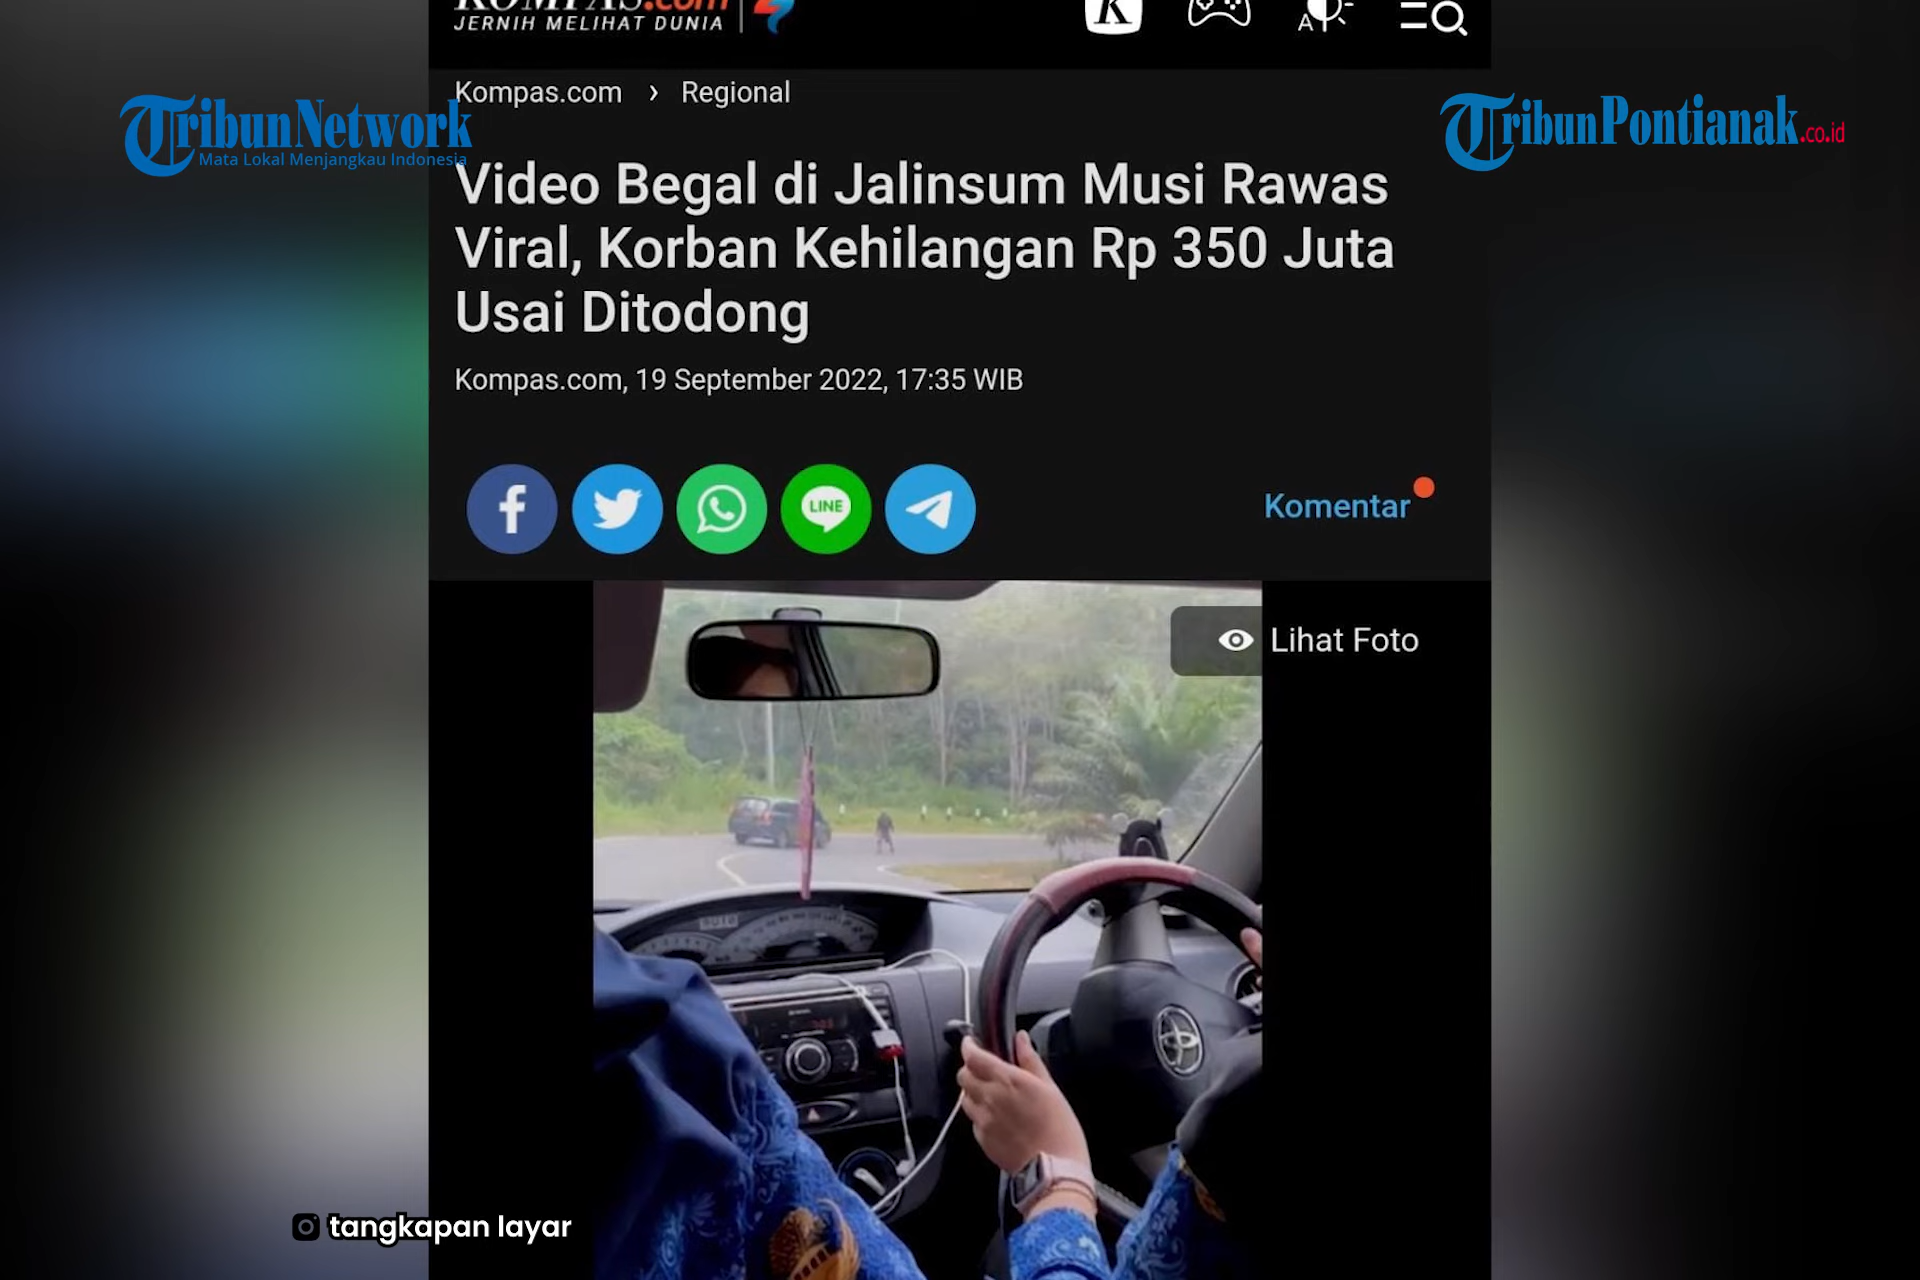 KOMPAS.com
JERNIH MELIHAT DUNIA
K
A
Kompas.com › Regional
TribunNetwork
Mata Lokal Menjangkau Indonesia
TribunPontianak.co.id
Video Begal di Jalinsum Musi Rawas
Viral, Korban Kehilangan Rp 350 Juta
Usai Ditodong
Kompas.com, 19 September 2022, 17:35 WIB
LINE
Komentar
Lihat Foto
tangkapan layar